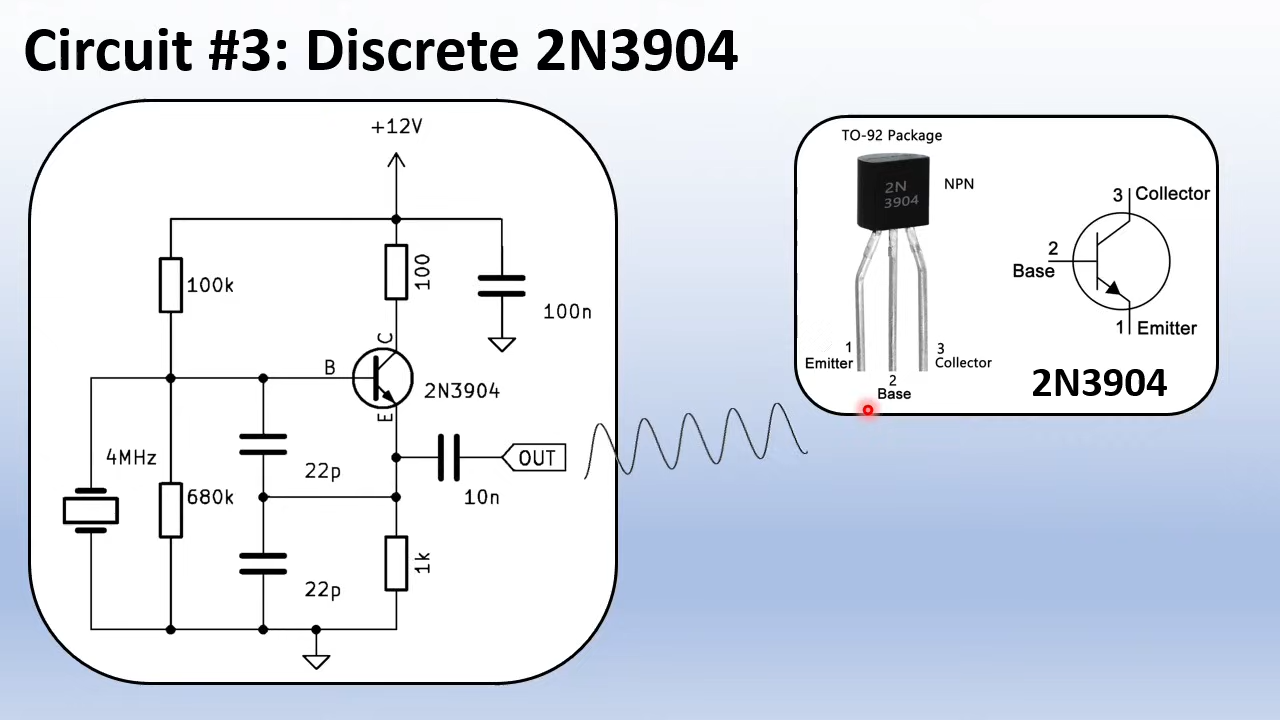 Circuit #3: Discrete 2N3904
+12V
100k
100
100n
C
B
2N3904
E
4MHz
22p
OUT
680k
10n
1k
22p
TO-92 Package
NPN
2N
3904
3 Collector
2
Base
1 Emitter
1
Emitter
2
Base
3
Collector
2N3904